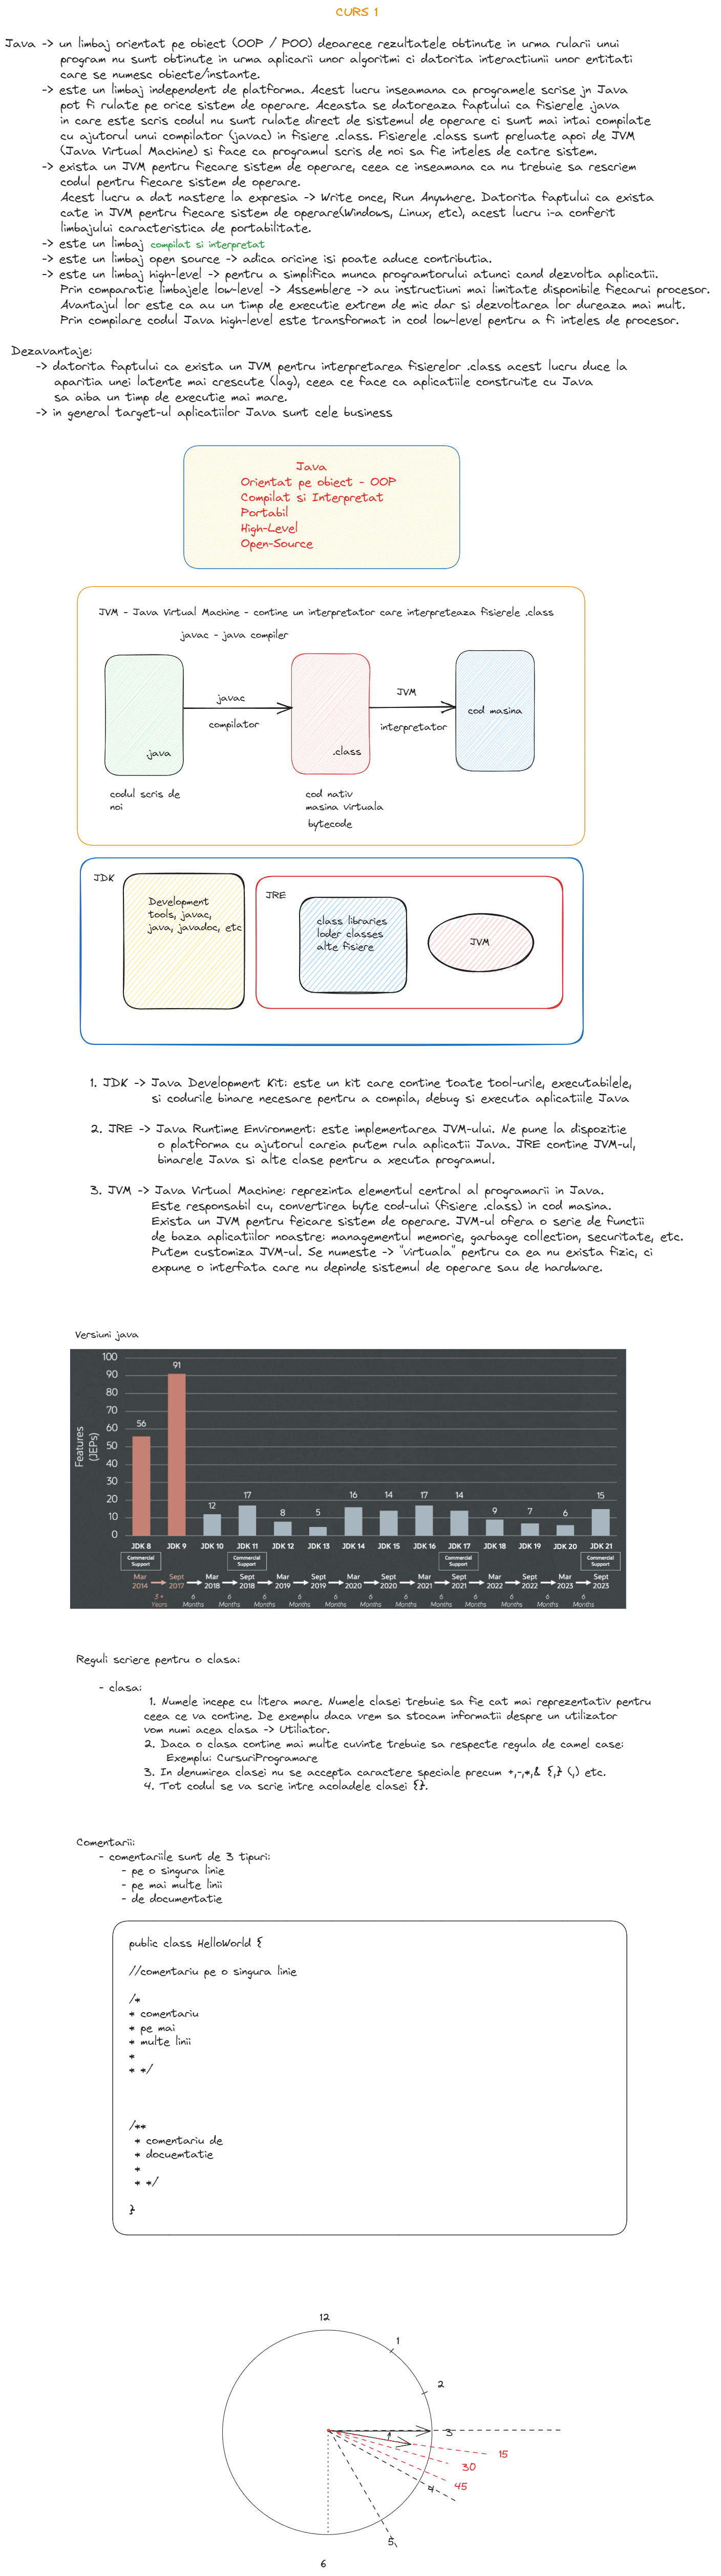 CURS 1
Java -> un limbaj orientat pe obiect (OOP / POO) deoarece rezultatele obtinute in urma rularii unui
program nu sunt obtinute in urma aplicarii unor algoritmi ci datorita interactiunii unor entitati
care se numesc obiecte/instante.
-> este un limbaj independent de platforma. Acest lucru inseamana ca programele scrise jn Java
pot fi rulate pe orice sistem de operare. Aceasta se datoreaza faptului ca fisierele .java
in care este scris codul nu sunt rulate direct de sistemul de operare ci sunt mai intai compilate
cu ajutorul unui compilator (javac) in fisiere .class. Fisierele .class sunt preluate apoi de JVM
(Java Virtual Machine) si face ca programul scris de noi sa fie inteles de catre sistem.
-> exista un JVM pentru fiecare sistem de operare, ceea ce inseamana ca nu trebuie sa rescriem
codul pentru fiecare sistem de operare.
Acest lucru a dat nastere la expresia -> Write once, Run Anywhere. Datorita faptului ca exista
cate in JVM pentru fiecare sistem de operare(Windows, Linux, etc), acest lucru i-a conferit
limbajului caracteristica de portabilitate.
-> este un limbaj compilat si interpretat
-> este un limbaj open source -> adica oricine isi poate aduce contributia.
-> este un limbaj high-level -> pentru a simplifica munca programtorului atunci cand dezvolta aplicatii.
Prin comparatie limbajele low-level -> Assemblere -> au instructiuni mai limitate disponibile fiecarui procesor.
Avantajul lor este ca au un timp de executie extrem de mic dar si dezvoltarea lor dureaza mai mult.
Prin compilare codul Java high-level este transformat in cod low-level pentru a fi inteles de procesor.
Dezavantaje:
-> datorita faptului ca exista un JVM pentru interpretarea fisierelor .class acest lucru duce la
aparitia unei latente mai crescute (lag), ceea ce face ca aplicatiile construite cu Java
sa aiba un timp de executie mai mare.
-> in general target-ul aplicatiilor Java sunt cele business
Java
Orientat pe obiect - OOP
Compilat si Interpretat
Portabil
High-Level
Open-Source
JVM - Java Virtual Machine - contine un interpretator care interpreteaza fisierele .class
javac - java compiler
javac
compilator
JVM
interpretator
.java
.class
cod masina
codul scris de
noi
cod nativ
masina virtuala
bytecode
JDK
Development
tools, javac,
java, javadoc, etc
JRE
class libraries
loder classes
alte fisiere
JVM
1. JDK -> Java Development Kit: este un kit care contine toate tool-urile, executabilele,
si codurile binare necesare pentru a compila, debug si executa aplicatiile Java
2. JRE -> Java Runtime Environment: este implementarea JVM-ului. Ne pune la dispozitie
o platforma cu ajutorul careia putem rula aplicatii Java. JRE contine JVM-ul,
binarele Java si alte clase pentru a xecuta programul.
3. JVM -> Java Virtual Machine: reprezinta elementul central al programarii in Java.
Este responsabil cu, convertirea byte cod-ului (fisiere .class) in cod masina.
Exista un JVM pentru feicare sistem de operare. JVM-ul ofera o serie de functii
de baza aplicatiilor noastre: managementul memorie, garbage collection, securitate, etc.
Putem customiza JVM-ul. Se numeste -> "virtuala" pentru ca ea nu exista fizic, ci
expune o interfata care nu depinde sistemul de operare sau de hardware.
Versiuni java
Features
(JEPs)
100
90
80
70
60
50
40
30
20
10
0
56 91 12 17 8 5 16 14 17 14 9 7 6 15
JDK 8 JDK 9 JDK 10 JDK 11 JDK 12 JDK 13 JDK 14 JDK 15 JDK 16 JDK 17 JDK 18 JDK 19 JDK 20 JDK 21
Commercial Commercial Commercial Commercial
Support Support Support Support
Mar Sept Mar Sept Mar Sept Mar Sept Mar Sept Mar Sept Mar Sept
2014 2017 2018 2018 2019 2019 2020 2020 2021 2021 2022 2022 2023 2023
3 + 6 6 6 6 6 6 6 6 6 6 6 6
Years Months Months Months Months Months Months Months Months Months Months Months Months
Reguli scriere pentru o clasa:
- clasa:
1. Numele incepe cu litera mare. Numele clasei trebuie sa fie cat mai reprezentativ pentru
ceea ce va contine. De exemplu daca vrem sa stocam informatii despre un utilizator
vom numi acea clasa -> Utiliator.
2. Daca o clasa contine mai multe cuvinte trebuie sa respecte regula de camel case:
Exemplu: CursuriProgramare
3. In denumirea clasei nu se accepta caractere speciale precum +,-,*,& {,} (,) etc.
4. Tot codul se va scrie intre acoladele clasei {}.
Comentarii:
- comentariile sunt de 3 tipuri:
- pe o singura linie
- pe mai multe linii
- de documentatie
public class HelloWorld {
//comentariu pe o singura linie
/*
* comentariu
* pe mai
* multe linii
*
* */
/**
* comentariu de
* docuemtatie
*
* */
}
12
1
2
3
15
30
45
4
5
6